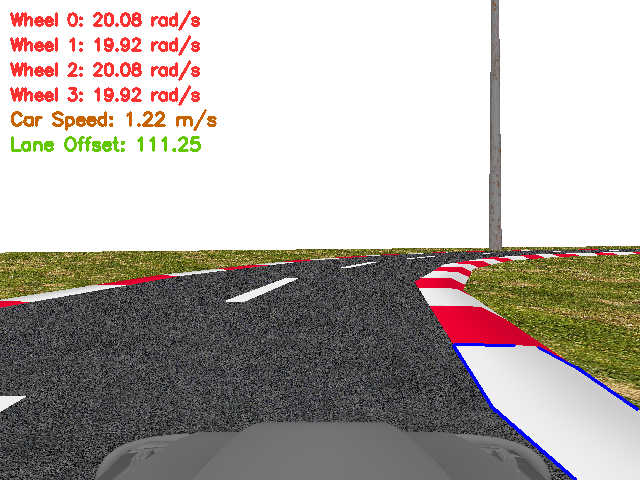 Wheel 0: 20.08 rad/s
Wheel 1: 19.92 rad/s
Wheel 2: 20.08 rad/s
Wheel 3: 19.92 rad/s
Car Speed: 1.22 m/s
Lane Offset: 111.25